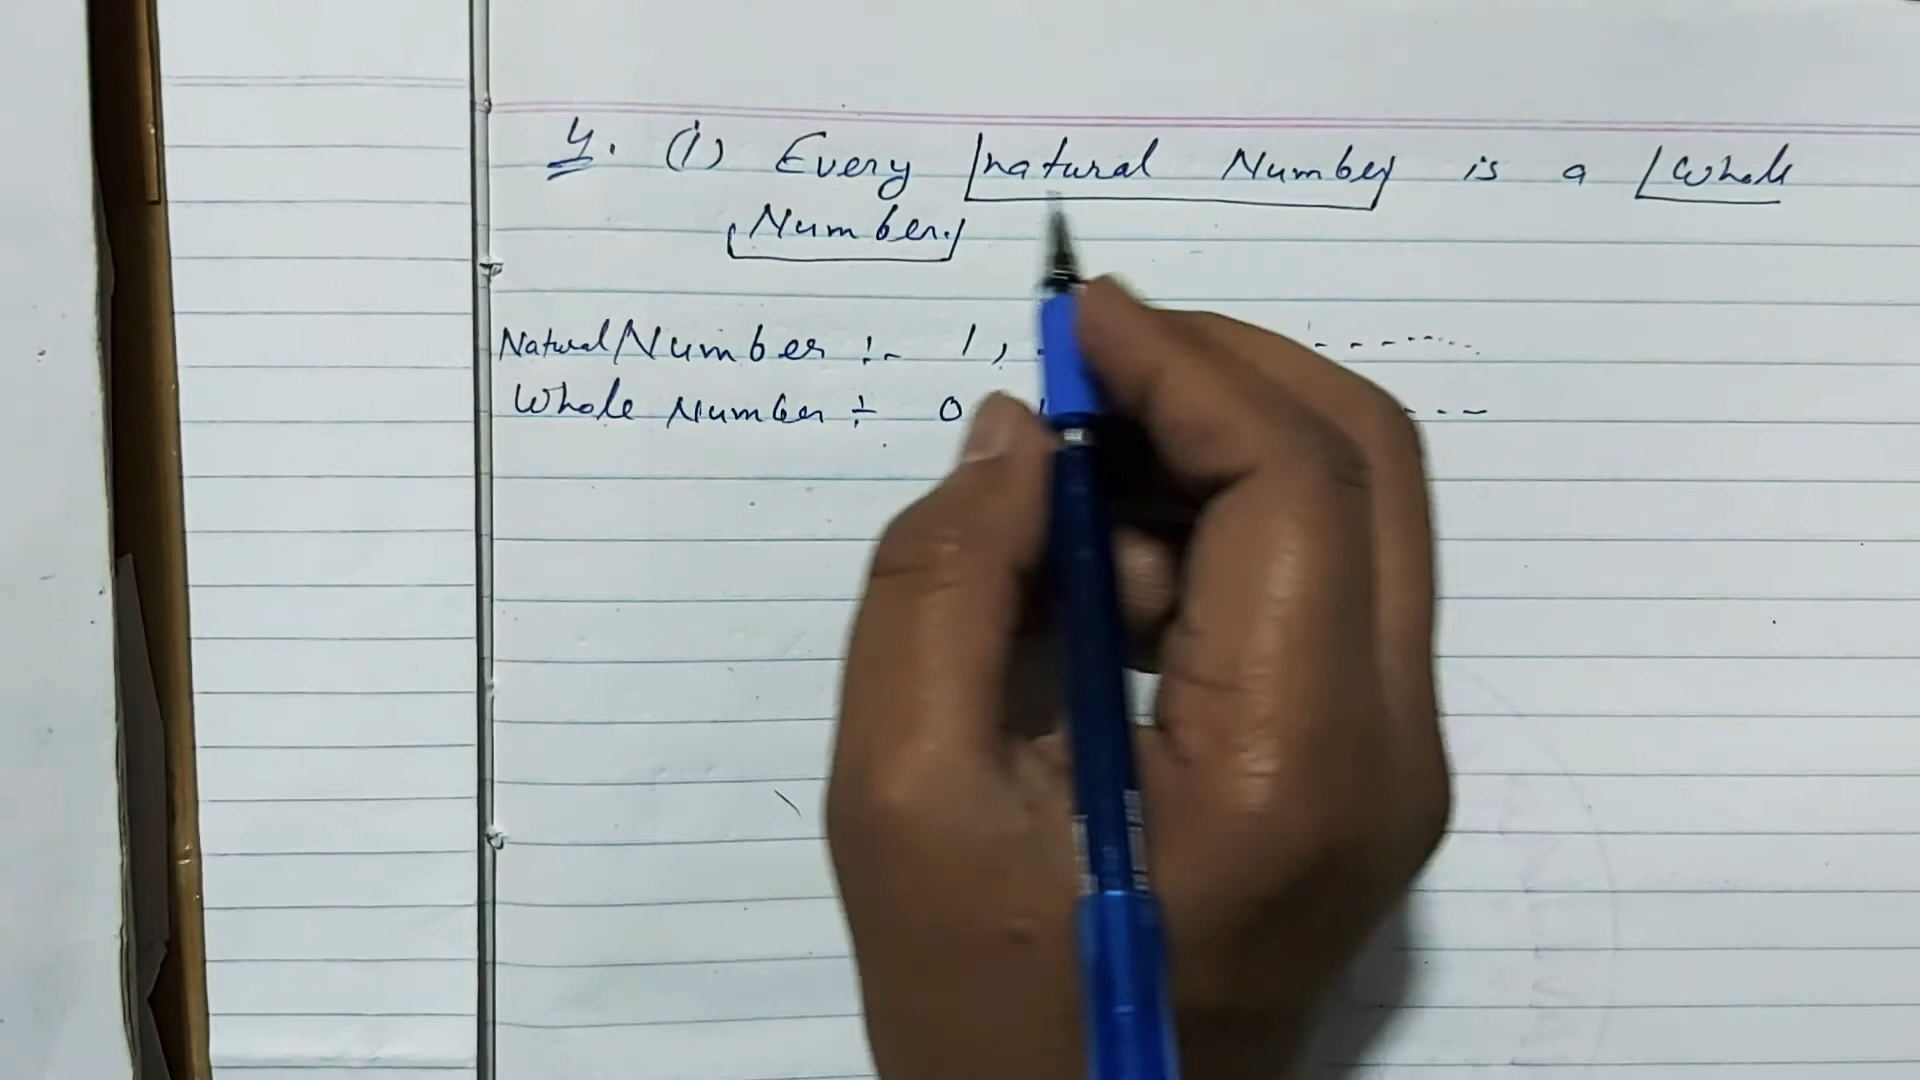 4. (i) Every natural Number is a Whole
Number.
Natural Number :- 1,
Whole Number ÷ 0